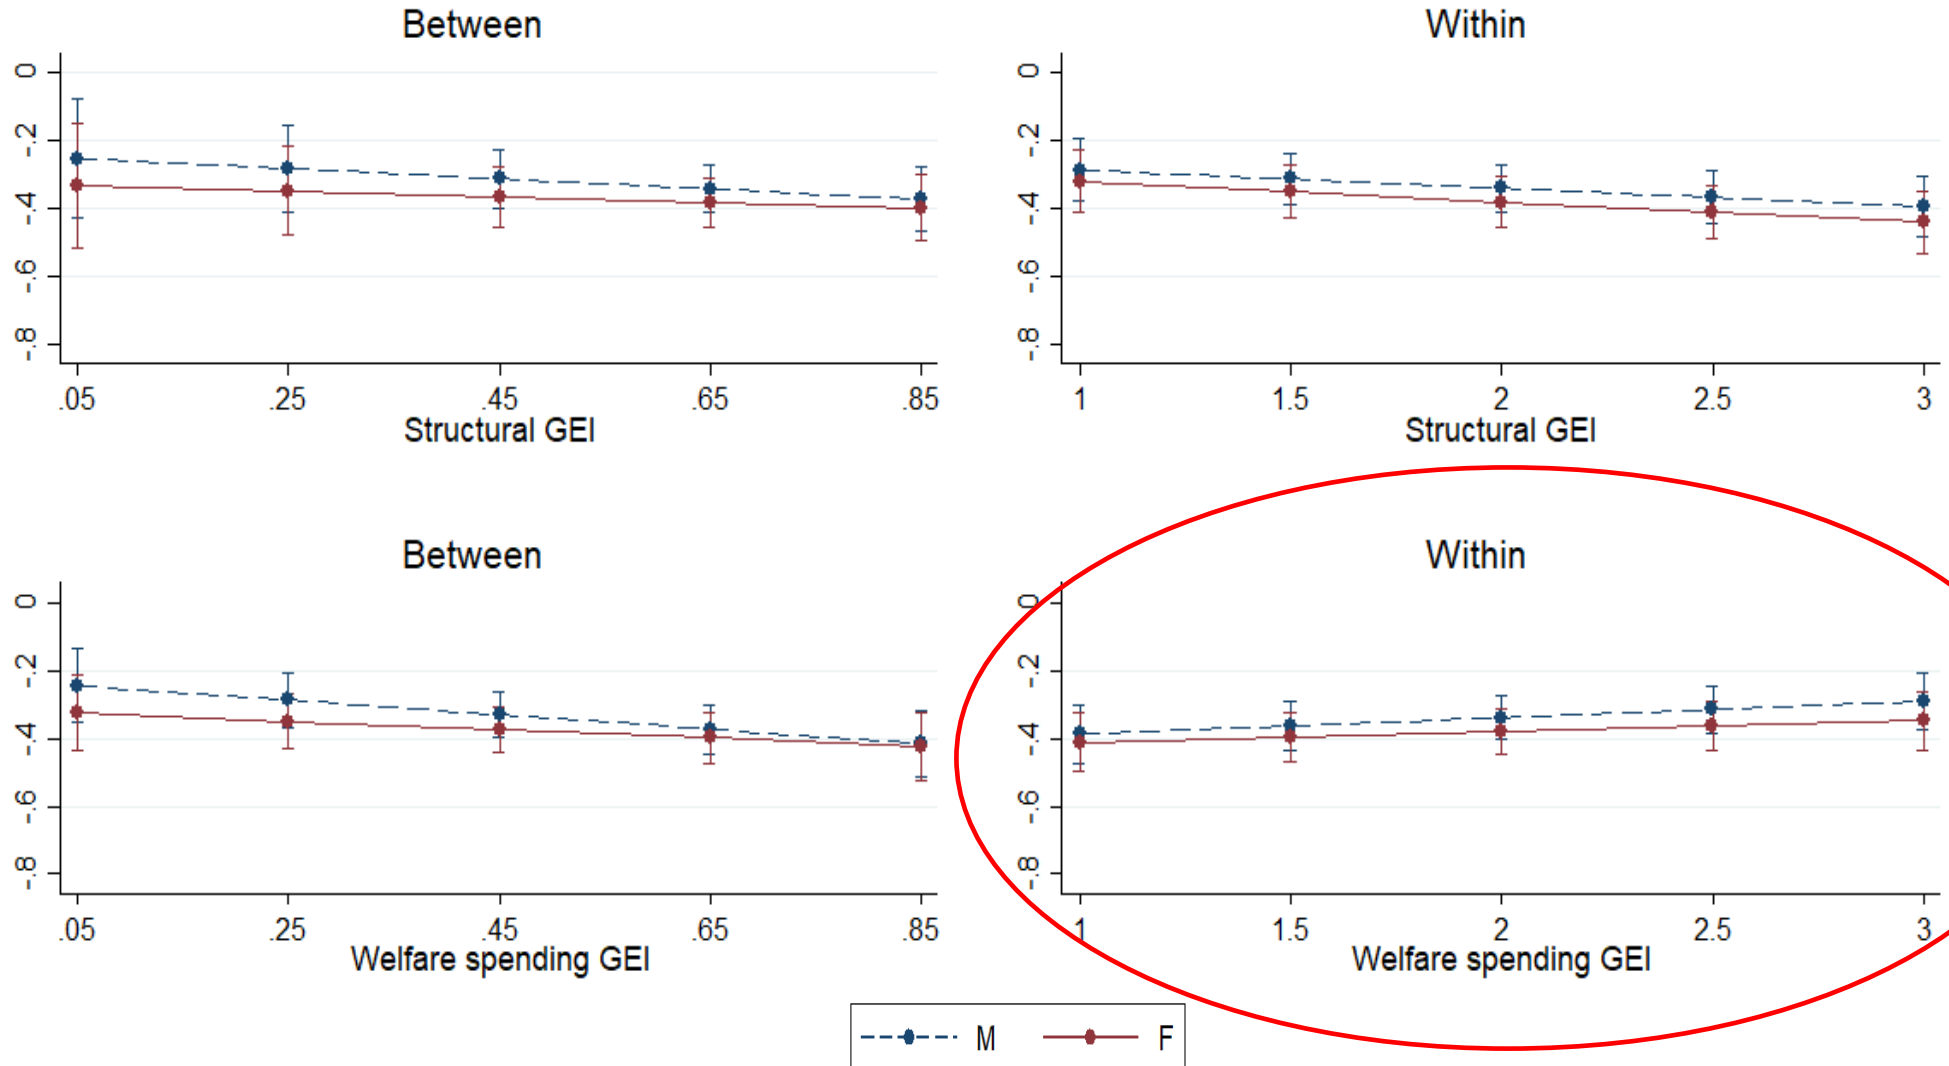 Between
0
-.2
-.4
-.6
-.8
.05 .25 .45 .65 .85
Structural GEI
Within
0
-.2
-.4
-.6
-.8
1 1.5 2 2.5 3
Structural GEI
Between
0
-.2
-.4
-.6
-.8
.05 .25 .45 .65 .85
Welfare spending GEI
Within
0
-.2
-.4
-.6
-.8
1 1.5 2 2.5 3
Welfare spending GEI
M F